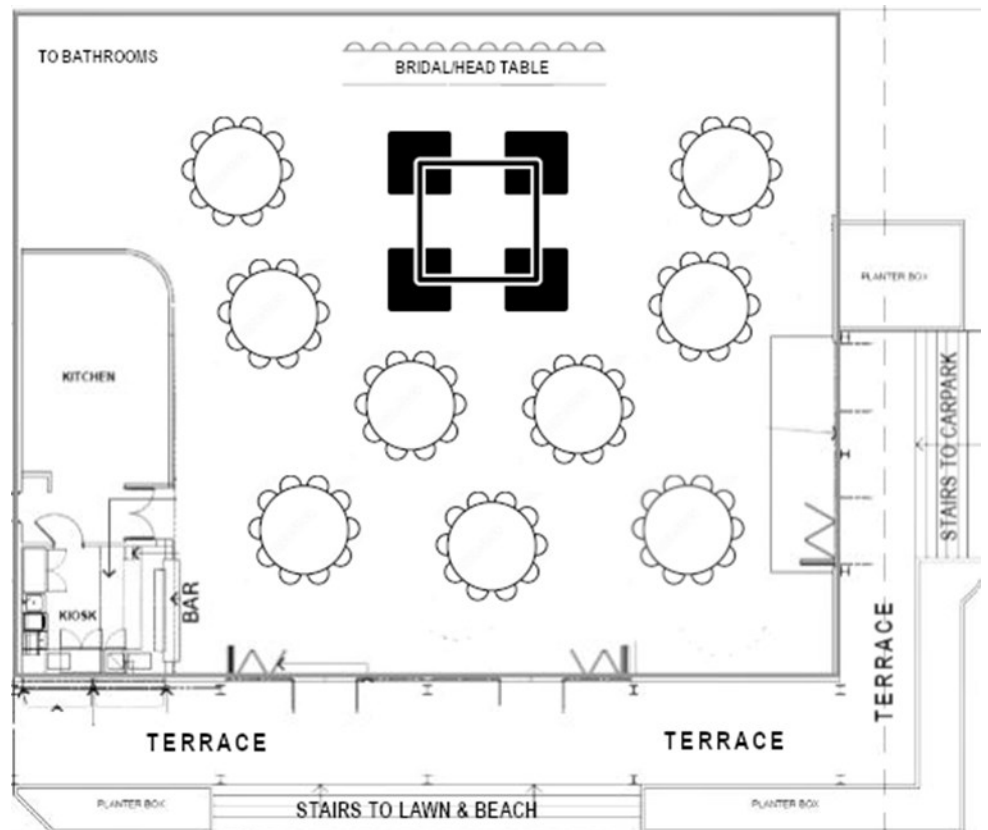 TO BATHROOMS
BRIDAL/HEAD TABLE
PLANTER BOX
KITCHEN
STAIRS TO CARPARK
BAR
KIOSK
TERRACE
TERRACE
TERRACE
PLANTER BOX
STAIRS TO LAWN & BEACH
PLANTER BOX